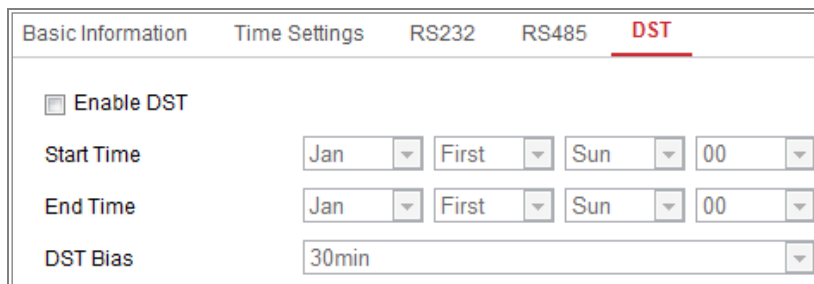 Basic Information Time Settings RS232 RS485 DST
Enable DST
Start Time Jan First Sun 00
End Time Jan First Sun 00
DST Bias 30min